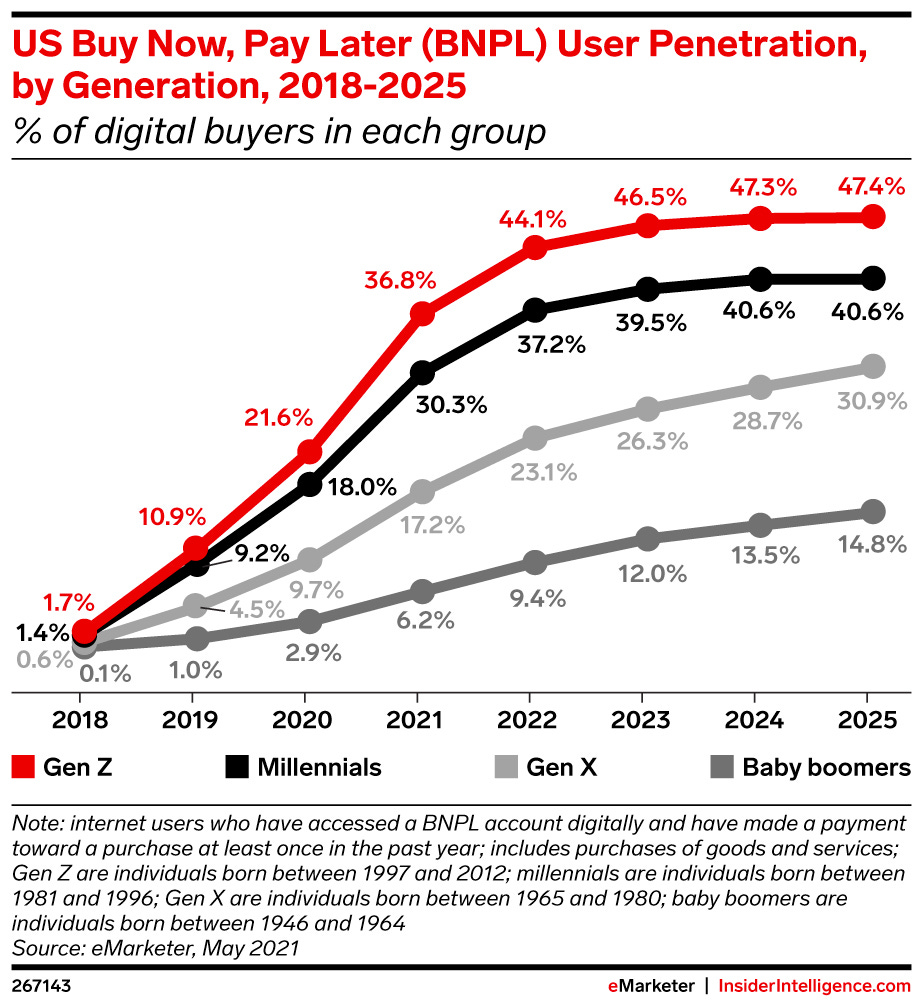 US Buy Now, Pay Later (BNPL) User Penetration,
by Generation, 2018-2025
% of digital buyers in each group
47.3% 47.4%
46.5%
44.1%
36.8%
40.6% 40.6%
39.5%
37.2%
30.3%
21.6%
30.9%
28.7%
26.3%
23.1%
18.0%
10.9%
17.2%
9.2%
14.8%
13.5%
12.0%
9.7%
9.4%
4.5%
1.7%
6.2%
1.4%
2.9%
0.6%
0.1% 1.0%
2018 2019 2020 2021 2022 2023 2024 2025
Gen Z Millennials Gen X Baby boomers
Note: internet users who have accessed a BNPL account digitally and have made a payment
toward a purchase at least once in the past year; includes purchases of goods and services;
Gen Z are individuals born between 1997 and 2012; millennials are individuals born between
1981 and 1996; Gen X are individuals born between 1965 and 1980; baby boomers are
individuals born between 1946 and 1964
Source: eMarketer, May 2021
267143 eMarketer | InsiderIntelligence.com